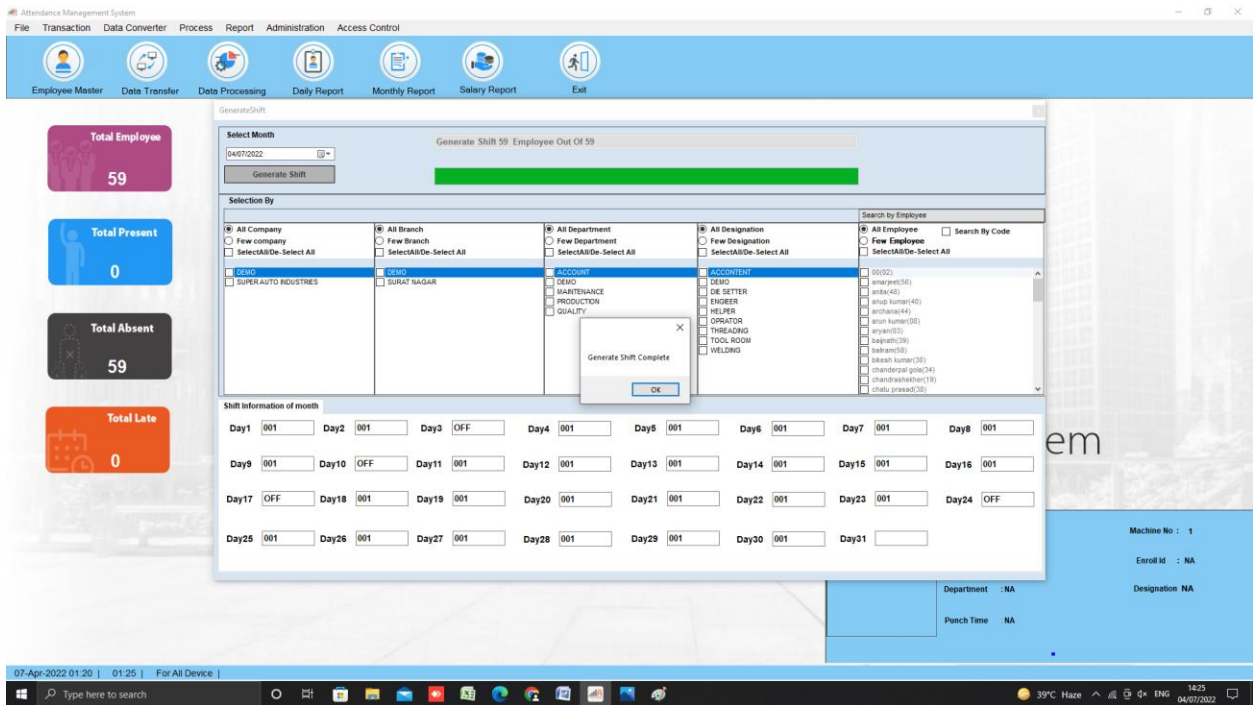 Attendance Management System
File Transaction Data Converter Process Report Administration Access Control
Employee Master Data Transfer Data Processing Daily Report Monthly Report Salary Report Exit
GenerateShift
Total Employee
59
Total Present
0
Total Absent
59
Total Late
0
Select Month
04/07/2022
Generate Shift
Generate Shift 59 Employee Out Of 59
Selection By
Search by Employee
All Company
Few company
SelectAll/De-Select All
DEMO
SUPER AUTO INDUSTRIES
All Branch
Few Branch
SelectAll/De-Select All
DEMO
SURAT NAGAR
All Department
Few Department
SelectAll/De-Select All
ACCOUNT
DEMO
MAINTENANCE
PRODUCTION
QUALITY
All Designation
Few Designation
SelectAll/De-Select All
ACCONTENT
DEMO
DIE SETTER
ENGIEER
HELPER
OPRATOR
THREADING
TOOL ROOM
WELDING
All Employee Search By Code
Few Employee
SelectAll/De-Select All
00(02)
amarjeet(56)
anita(48)
anup kumar(40)
archana(44)
arun kumar(08)
aryan(03)
bajnath(39)
balram(58)
bikesh kumar(30)
chanderpal gola(34)
chandrashekher(19)
chatu prasad(38)
Generate Shift Complete
OK
Shift Information of month
Day1 001 Day2 001 Day3 OFF Day4 001 Day5 001 Day6 001 Day7 001 Day8 001
Day9 001 Day10 OFF Day11 001 Day12 001 Day13 001 Day14 001 Day15 001 Day16 001
Day17 OFF Day18 001 Day19 001 Day20 001 Day21 001 Day22 001 Day23 001 Day24 OFF
Day25 001 Day26 001 Day27 001 Day28 001 Day29 001 Day30 001 Day31
em
Machine No : 1
Enroll Id : NA
Department : NA Designation NA
Punch Time NA
07-Apr-2022 01:20 | 01:25 | For All Device |
Type here to search
39°C Haze ENG 14:25
04/07/2022